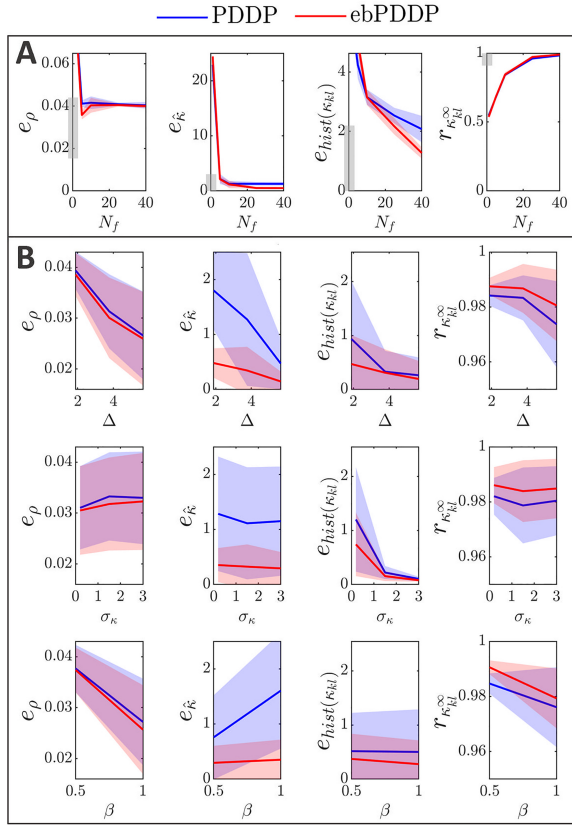 PDDP ebPDDP
A
e_ρ 0.06 0.04 0.02 0 0 20 40 N_f
e_κ̂ 20 10 0 0 20 40 N_f
e_hist(κ_kl) 4 2 0 0 20 40 N_f
r_κ_kl^∞ 1 0.5 0 20 40 N_f
B
e_ρ 0.04 0.03 0.02 2 4 Δ
e_κ̂ 2 1 0 2 4 Δ
e_hist(κ_kl) 2 1 0 2 4 Δ
r_κ_kl^∞ 1 0.98 0.96 2 4 Δ
e_ρ 0.04 0.03 0.02 0 1 2 3 σ_κ
e_κ̂ 2 1 0 0 1 2 3 σ_κ
e_hist(κ_kl) 2 1 0 0 1 2 3 σ_κ
r_κ_kl^∞ 1 0.98 0.96 0 1 2 3 σ_κ
e_ρ 0.04 0.03 0.02 0.5 1 β
e_κ̂ 2 1 0 0.5 1 β
e_hist(κ_kl) 2 1 0 0.5 1 β
r_κ_kl^∞ 1 0.98 0.96 0.5 1 β